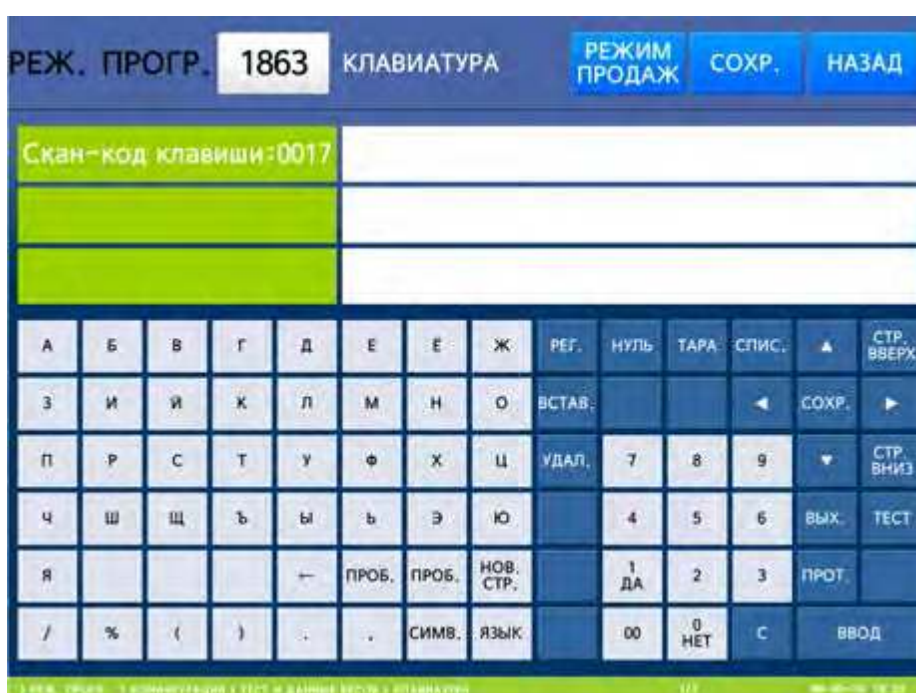 РЕЖ. ПРОГР. 1863 КЛАВИАТУРА РЕЖИМ ПРОДАЖ СОХР. НАЗАД
Скан-код клавиши:0017
А Б В Г Д Е Ё Ж РЕГ. НУЛЬ ТАРА СПИС. ▲ СТР. ВВЕРХ
З И Й К Л М Н О ВСТАВ. ◄ СОХР. ►
П Р С Т У Ф Х Ц УДАЛ. 7 8 9 ▼ СТР. ВНИЗ
Ч Ш Щ Ъ Ы Ь Э Ю 4 5 6 ВЫХ. ТЕСТ
Я ← ПРОБ. ПРОБ. НОВ. СТР. 1 ДА 2 3 ПРОТ.
/ % ( ) . , СИМВ. ЯЗЫК 00 0 НЕТ С ВВОД